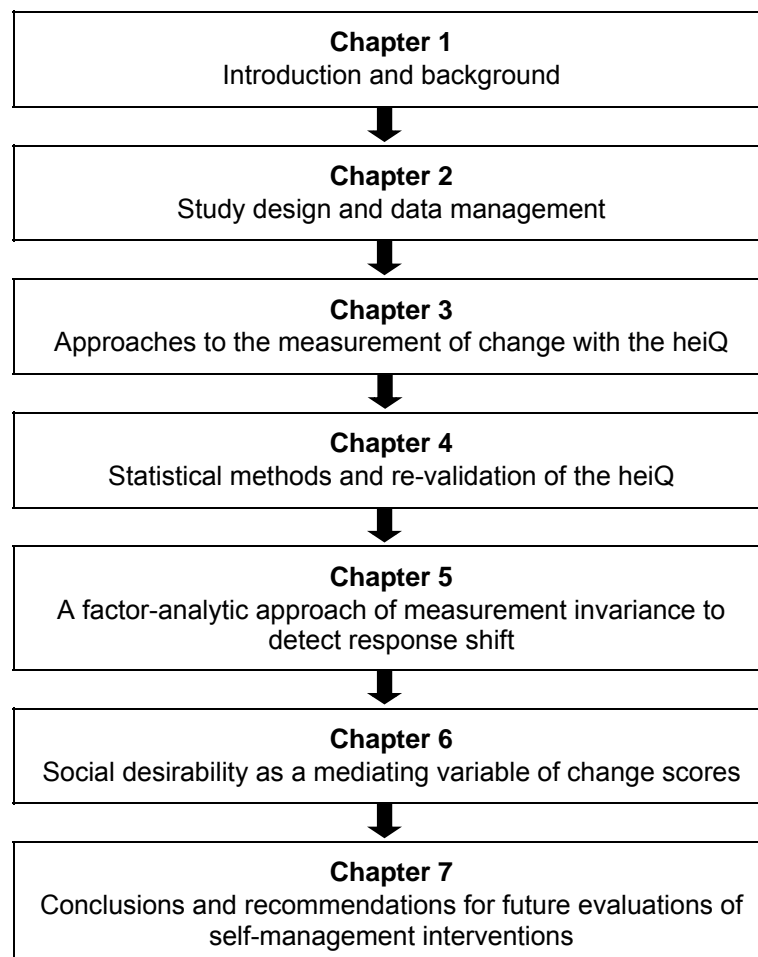 Chapter 1
Introduction and background
Chapter 2
Study design and data management
Chapter 3
Approaches to the measurement of change with the heiQ
Chapter 4
Statistical methods and re-validation of the heiQ
Chapter 5
A factor-analytic approach of measurement invariance to
detect response shift
Chapter 6
Social desirability as a mediating variable of change scores
Chapter 7
Conclusions and recommendations for future evaluations of
self-management interventions